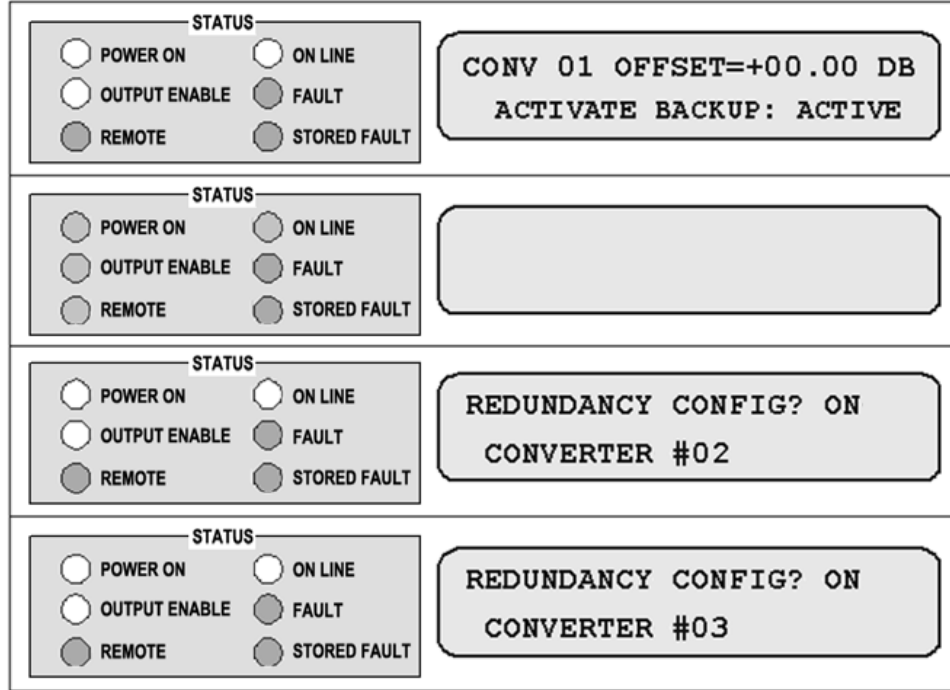 STATUS
POWER ON ON LINE
OUTPUT ENABLE FAULT
REMOTE STORED FAULT
CONV 01 OFFSET=+00.00 DB
ACTIVATE BACKUP: ACTIVE
STATUS
POWER ON ON LINE
OUTPUT ENABLE FAULT
REMOTE STORED FAULT
STATUS
POWER ON ON LINE
OUTPUT ENABLE FAULT
REMOTE STORED FAULT
REDUNDANCY CONFIG? ON
CONVERTER #02
STATUS
POWER ON ON LINE
OUTPUT ENABLE FAULT
REMOTE STORED FAULT
REDUNDANCY CONFIG? ON
CONVERTER #03